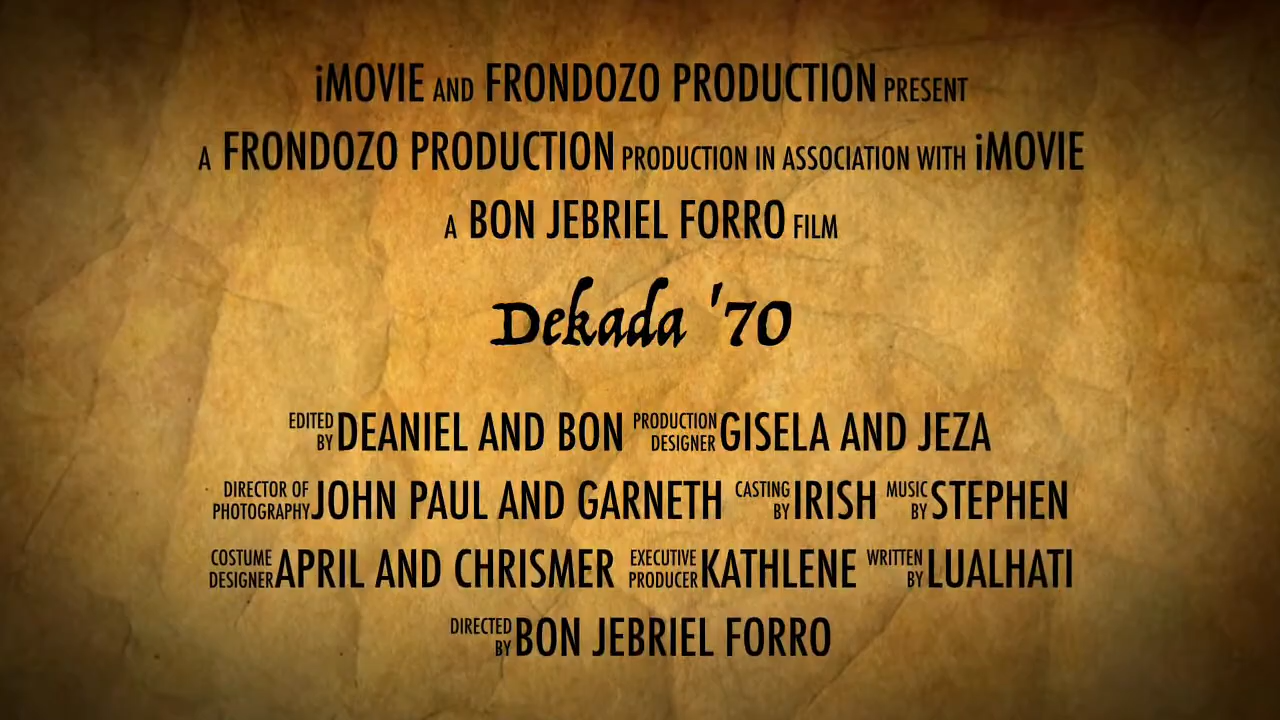 iMOVIE AND FRONDOZO PRODUCTION PRESENT
A FRONDOZO PRODUCTION PRODUCTION IN ASSOCIATION WITH iMOVIE
A BON JEBRIEL FORRO FILM
Dekada '70
EDITED BY DEANIEL AND BON PRODUCTION DESIGNER GISELA AND JEZA
DIRECTOR OF PHOTOGRAPHY JOHN PAUL AND GARNETH CASTING BY IRISH MUSIC BY STEPHEN
COSTUME DESIGNER APRIL AND CHRISMER EXECUTIVE PRODUCER KATHLENE WRITTEN BY LUALHATI
DIRECTED BY BON JEBRIEL FORRO